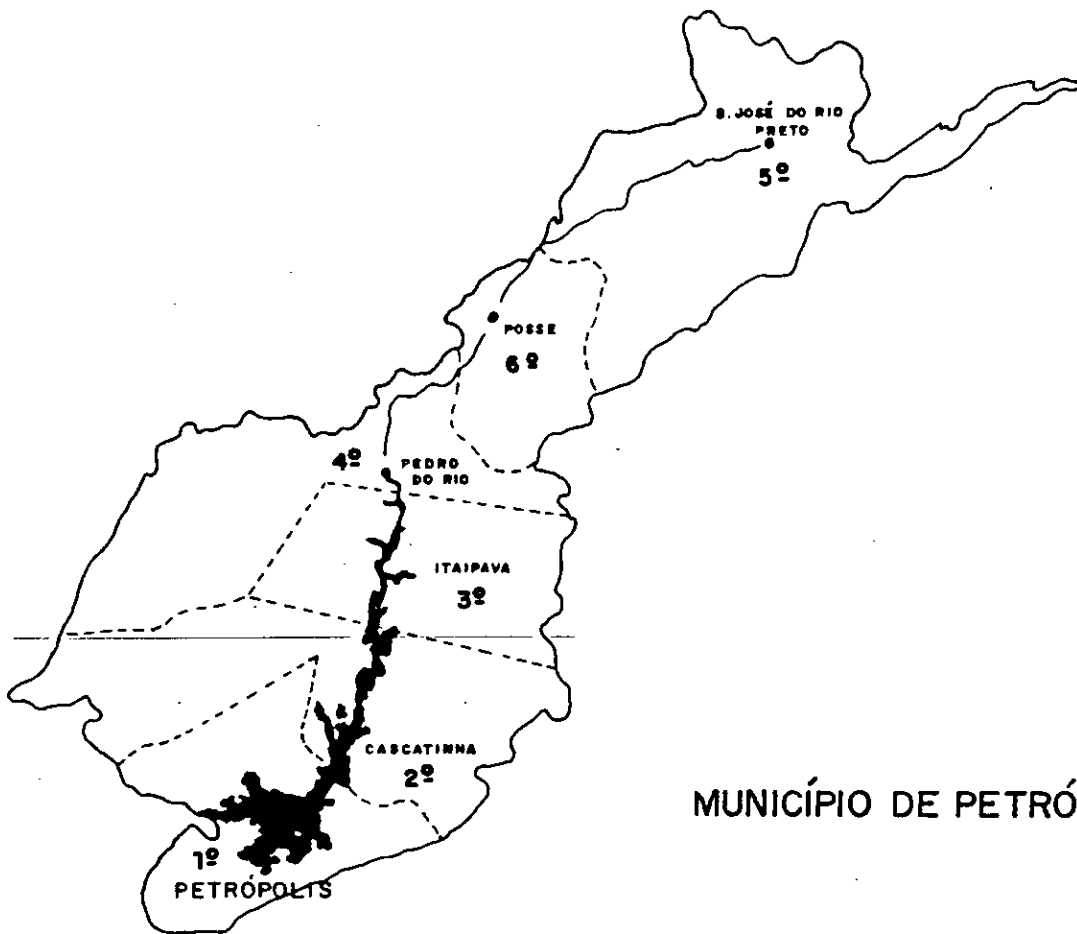 S. JOSÉ DO RIO
PRETO
5º
POSSE
6º
4º
PEDRO
DO RIO
ITAIPAVA
3º
CASCATINHA
2º
MUNICÍPIO DE PETRÓ
1º
PETRÓPOLIS